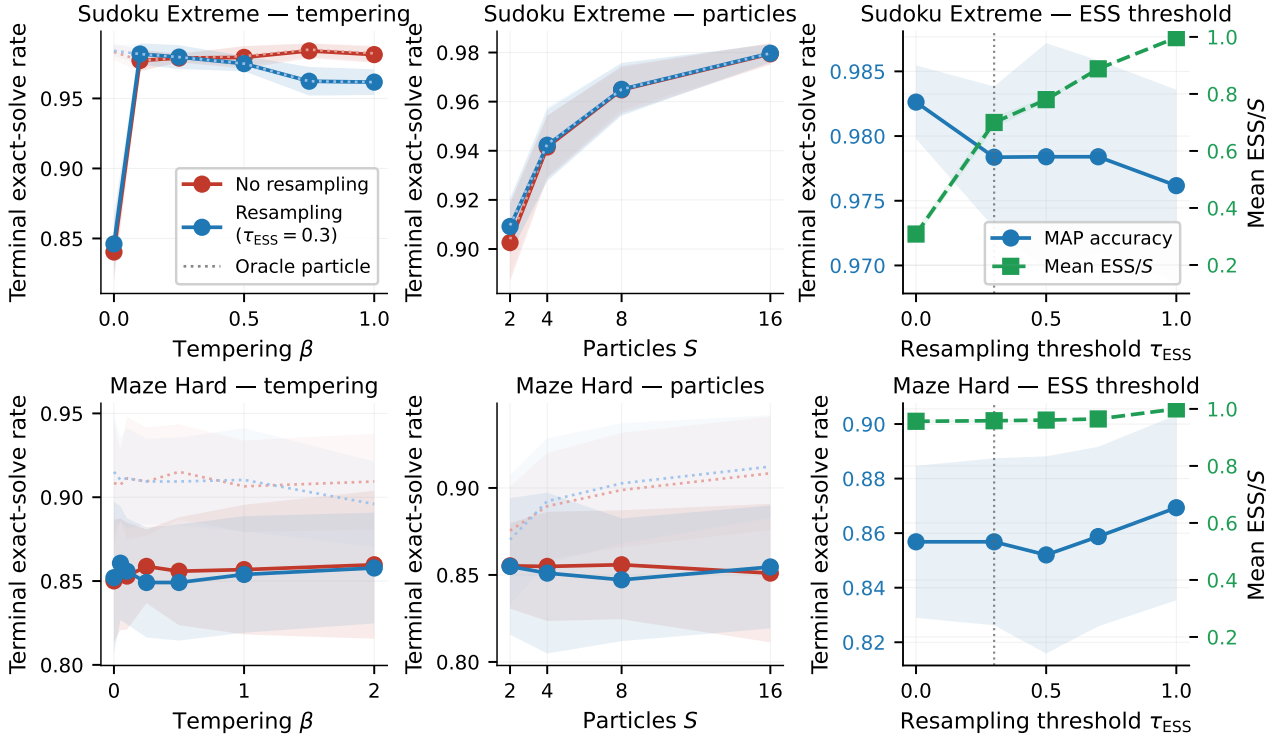 Sudoku Extreme — tempering
Terminal exact-solve rate
0.95
0.90
0.85
No resampling
Resampling
(τESS = 0.3)
Oracle particle
0.0
0.5
1.0
Tempering β
Sudoku Extreme — particles
Terminal exact-solve rate
0.98
0.96
0.94
0.92
0.90
2
4
8
16
Particles S
Sudoku Extreme — ESS threshold
Terminal exact-solve rate
0.985
0.980
0.975
0.970
MAP accuracy
Mean ESS/S
1.0
0.8
0.6
0.4
0.2
Mean ESS/S
0.0
0.5
1.0
Resampling threshold τESS
Maze Hard — tempering
Terminal exact-solve rate
0.95
0.90
0.85
0.80
0
1
2
Tempering β
Maze Hard — particles
Terminal exact-solve rate
0.90
0.85
0.80
2
4
8
16
Particles S
Maze Hard — ESS threshold
Terminal exact-solve rate
0.90
0.88
0.86
0.84
0.82
1.0
0.8
0.6
0.4
0.2
Mean ESS/S
0.0
0.5
1.0
Resampling threshold τESS